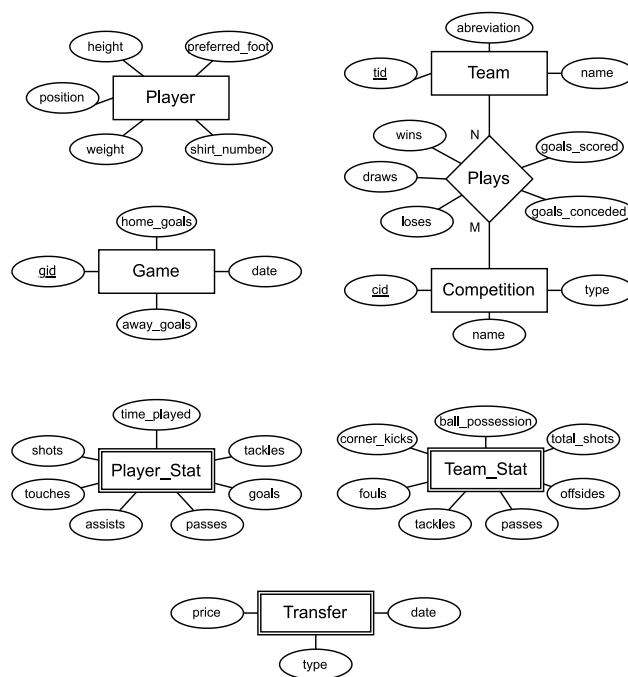 height
preferred_foot
position
Player
weight
shirt_number
abreviation
tid
Team
name
N
wins
goals_scored
draws
Plays
loses
goals_conceded
M
home_goals
gid
Game
date
away_goals
cid
Competition
type
name
time_played
shots
tackles
Player_Stat
touches
goals
assists
passes
ball_possession
corner_kicks
total_shots
Team_Stat
fouls
offsides
tackles
passes
price
Transfer
date
type